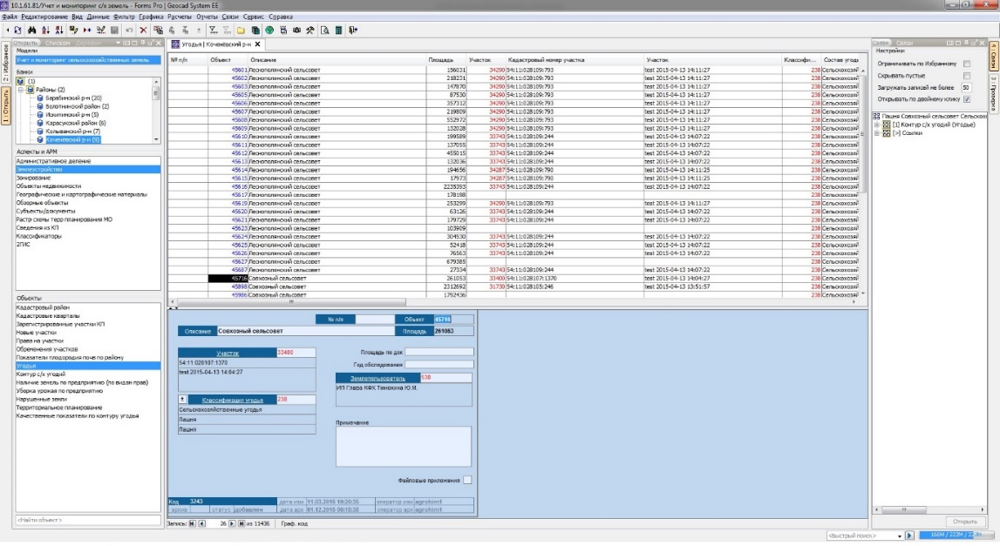 10.1.61.81/Учет и мониторинг с/х земель - Forms Pro | Geocad System EE
Файл Редактирование Вид Данные Фильтр Графика Расчеты Отчеты Связи Сервис Справка
Открыть Списком Деревом
Модели
Учет и мониторинг сельскохозяйственных земель
Банки
(1)
Районы (2)
Барабинский р-н (20)
Болотнинский район (2)
Искитимский р-н (5)
Карасукский район (6)
Колыванский р-н (7)
Коченёвский р-н (9)
Аспекты и АРМ
Административное деление
Землеустройство
Зонирование
Объекты недвижимости
Географические и картографические материалы
Обзорные объекты
Субъекты/документы
Растр схемы терр планирования МО
Сведения из КП
Классификаторы
2ГИС
Объекты
Кадастровый район
Кадастровые кварталы
Зарегистрированные участки КП
Новые участки
Права на участки
Обременения участков
Показатели плодородия почв по району
Угодья
Контур с/х угодий
Наличие земель по предприятию (по видам прав)
Уборка урожая по предприятию
Нарушенные земли
Территориальное планирование
Качественные показатели по контуру угодья
<Найти объект>
2 : Избранное
1 : Открыть
Угодья | Коченёвский р-н X
№ п/п Объект Описание Площадь Участок Кадастровый номер участка Участок Классифи... Состав угодь
45601 Леснополянский сельсовет 156031 34290 54:11:028109:793 test 2015-04-13 14:11:27 238 Сельскохозяй
45602 Леснополянский сельсовет 218231 34290 54:11:028109:793 test 2015-04-13 14:11:27 238 Сельскохозяй
45603 Леснополянский сельсовет 147870 34290 54:11:028109:793 test 2015-04-13 14:11:27 238 Сельскохозяй
45605 Леснополянский сельсовет 87530 34290 54:11:028109:793 test 2015-04-13 14:11:27 238 Сельскохозяй
45606 Леснополянский сельсовет 357312 34290 54:11:028109:793 test 2015-04-13 14:11:27 238 Сельскохозяй
45607 Леснополянский сельсовет 219809 34290 54:11:028109:793 test 2015-04-13 14:11:27 238 Сельскохозяй
45608 Леснополянский сельсовет 552972 34290 54:11:028109:793 test 2015-04-13 14:11:27 238 Сельскохозяй
45609 Леснополянский сельсовет 132028 34290 54:11:028109:793 test 2015-04-13 14:11:27 238 Сельскохозяй
45610 Леснополянский сельсовет 199589 33743 54:11:028109:244 test 2015-04-13 14:07:22 238 Сельскохозяй
45611 Леснополянский сельсовет 137055 33743 54:11:028109:244 test 2015-04-13 14:07:22 238 Сельскохозяй
45612 Леснополянский сельсовет 455015 33743 54:11:028109:244 test 2015-04-13 14:07:22 238 Сельскохозяй
45613 Леснополянский сельсовет 132036 33743 54:11:028109:244 test 2015-04-13 14:07:22 238 Сельскохозяй
45614 Леснополянский сельсовет 194656 34287 54:11:028109:790 test 2015-04-13 14:11:25 238 Сельскохозяй
45615 Леснополянский сельсовет 17973 34287 54:11:028109:790 test 2015-04-13 14:11:25 238 Сельскохозяй
45616 Леснополянский сельсовет 2235393 33743 54:11:028109:244 test 2015-04-13 14:07:22 238 Сельскохозяй
45617 Леснополянский сельсовет 178198 238 Сельскохозяй
45619 Леснополянский сельсовет 253299 34290 54:11:028109:793 test 2015-04-13 14:11:27 238 Сельскохозяй
45620 Леснополянский сельсовет 63126 33743 54:11:028109:244 test 2015-04-13 14:07:22 238 Сельскохозяй
45621 Леснополянский сельсовет 179729 33743 54:11:028109:244 test 2015-04-13 14:07:22 238 Сельскохозяй
45623 Леснополянский сельсовет 103909 238 Сельскохозяй
45624 Леснополянский сельсовет 304530 33743 54:11:028109:244 test 2015-04-13 14:07:22 238 Сельскохозяй
45625 Леснополянский сельсовет 52418 33743 54:11:028109:244 test 2015-04-13 14:07:22 238 Сельскохозяй
45626 Леснополянский сельсовет 76563 33743 54:11:028109:244 test 2015-04-13 14:07:22 238 Сельскохозяй
45627 Леснополянский сельсовет 679385 238 Сельскохозяй
45687 Леснополянский сельсовет 27334 33743 54:11:028109:244 test 2015-04-13 14:07:22 238 Сельскохозяй
45716 Совхозный сельсовет 261053 33400 54:11:028107:1370 test 2015-04-13 14:04:27 238 Сельскохозяй
45898 Совхозный сельсовет 2312692 31730 54:11:028105:246 test 2015-04-13 13:51:57 238 Сельскохозяй
45986 Совхозный сельсовет 1792436 238 Сельскохозяй
№ п/п Объект 45716
Описание Совхозный сельсовет Площадь 261053
Участок 33400
54:11:028107:1370
test 2015-04-13 14:04:27
Площадь по док
Год обследования
Землепользователь 530
ИП Глава КФХ Тимохина Ю.М.
Классификация угодья 238
Сельскохозяйственные угодья
Пашня
Пашня
Примечание
Файловые приложения
Код 3243 дата изм 11.03.2016 18:20:35 оператор изм agrohim1
архив статус добавлен дата арх 01.12.2015 09:18:38 оператор арх agrohim1
Запись: 26 из 11436 Граф. код
Связи Связи
Настройки
Ограничивать по Избранному
Скрывать пустые
Загружать записей не более 50
Открывать по двойному клику
Пашня Совхозный сельсовет Сельскохо
[1] Контур с/х угодий (Угодье)
[>] Ссылки
Открыть
4 : Связи
3 : Проверка
<Быстрый поиск>